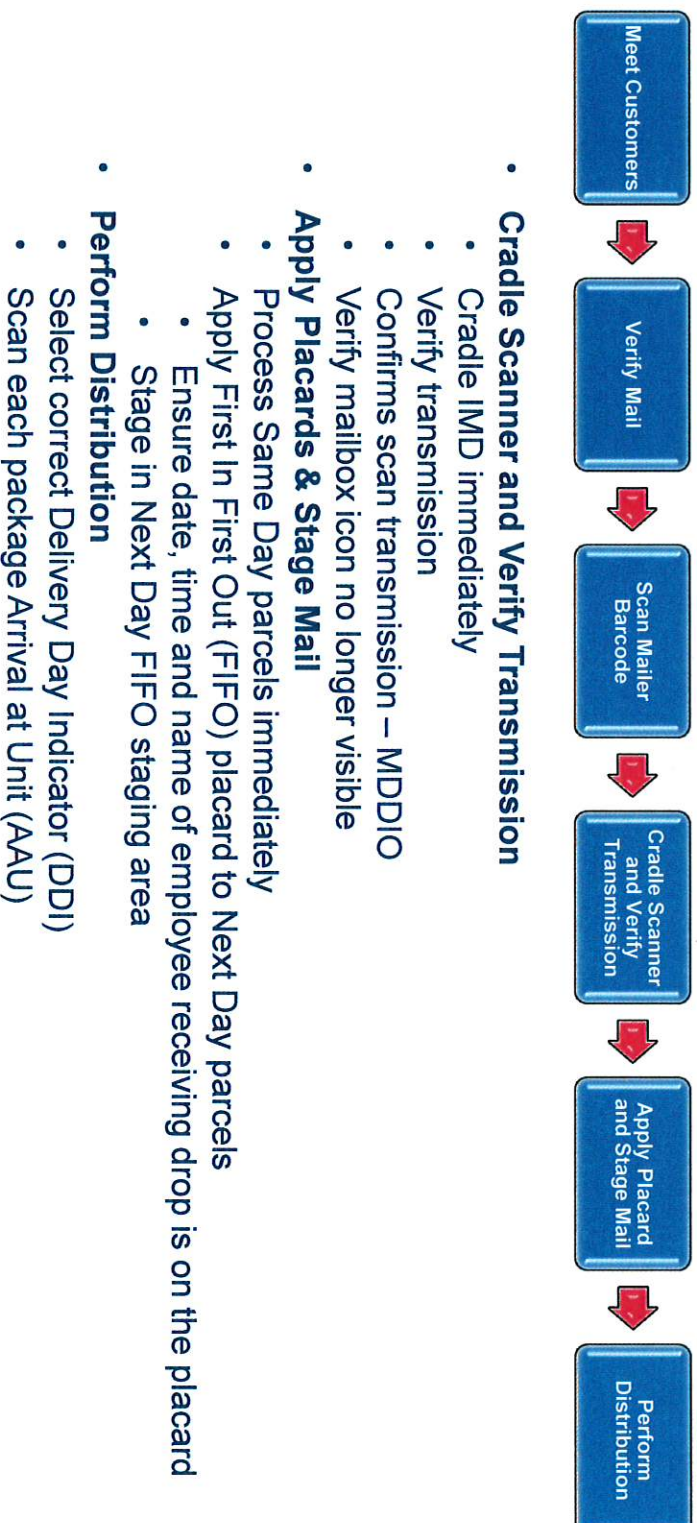 Meet Customers
Verify Mail
Scan Mailer
Barcode
Cradle Scanner
and Verify
Transmission
Apply Placard
and Stage Mail
Perform
Distribution
• Cradle Scanner and Verify Transmission
• Cradle IMD immediately
• Verify transmission
• Confirms scan transmission – MDDIO
• Verify mailbox icon no longer visible
• Apply Placards & Stage Mail
• Process Same Day parcels immediately
• Apply First In First Out (FIFO) placard to Next Day parcels
• Ensure date, time and name of employee receiving drop is on the placard
• Stage in Next Day FIFO staging area
• Perform Distribution
• Select correct Delivery Day Indicator (DDI)
• Scan each package Arrival at Unit (AAU)